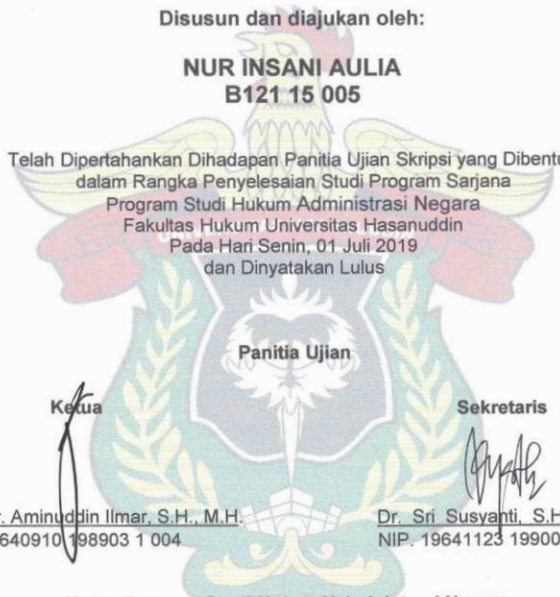 Disusun dan diajukan oleh:
NUR INSANI AULIA
B121 15 005
Telah Dipertahankan Dihadapan Panitia Ujian Skripsi yang Dibentu
dalam Rangka Penyelesaian Studi Program Sarjana
Program Studi Hukum Administrasi Negara
Fakultas Hukum Universitas Hasanuddin
Pada Hari Senin, 01 Juli 2019
dan Dinyatakan Lulus
Panitia Ujian
Ketua Sekretaris
r. Aminuddin Ilmar, S.H., M.H. Dr. Sri Susyanti, S.H
640910 198903 1 004 NIP. 19641123 19900